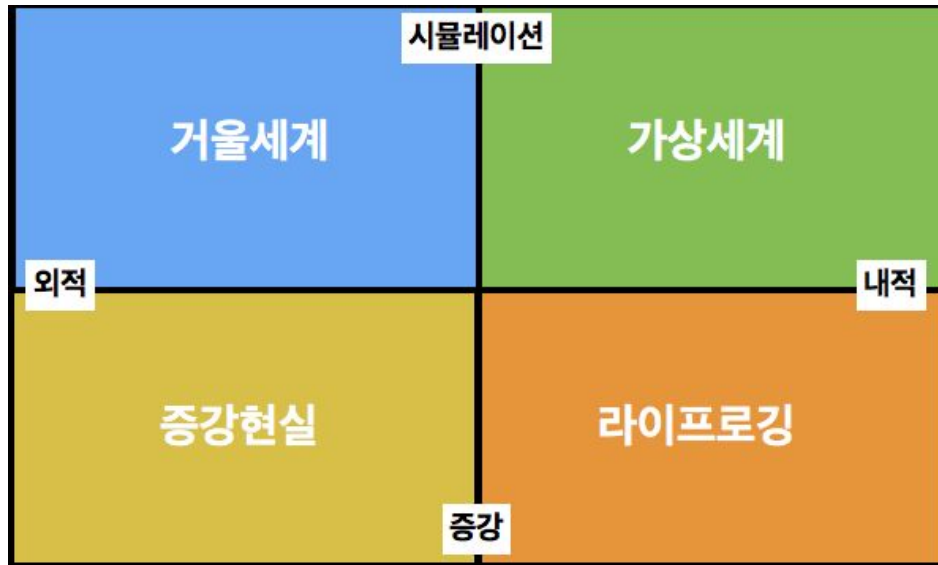 시뮬레이션
거울세계
가상세계
외적
내적
증강현실
라이프로깅
증강